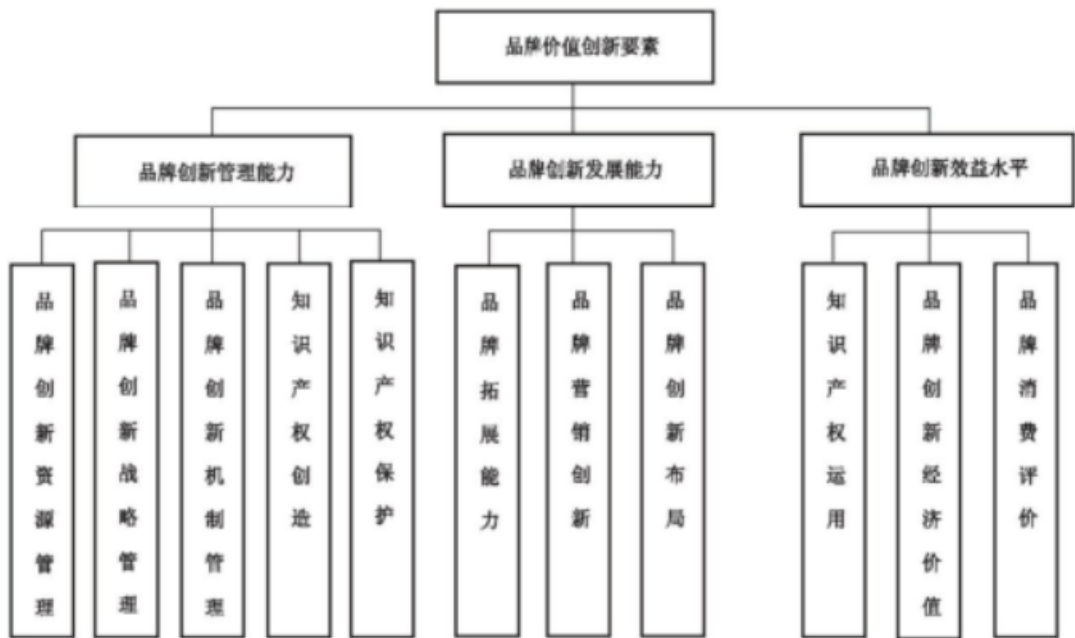 品牌价值创新要素
品牌创新管理能力
品牌创新发展能力
品牌创新效益水平
品牌创新资源管理
品牌创新战略管理
品牌创新机制管理
知识产权创造
知识产权保护
品牌拓展能力
品牌营销创新
品牌创新布局
知识产权运用
品牌创新经济价值
品牌消费评价